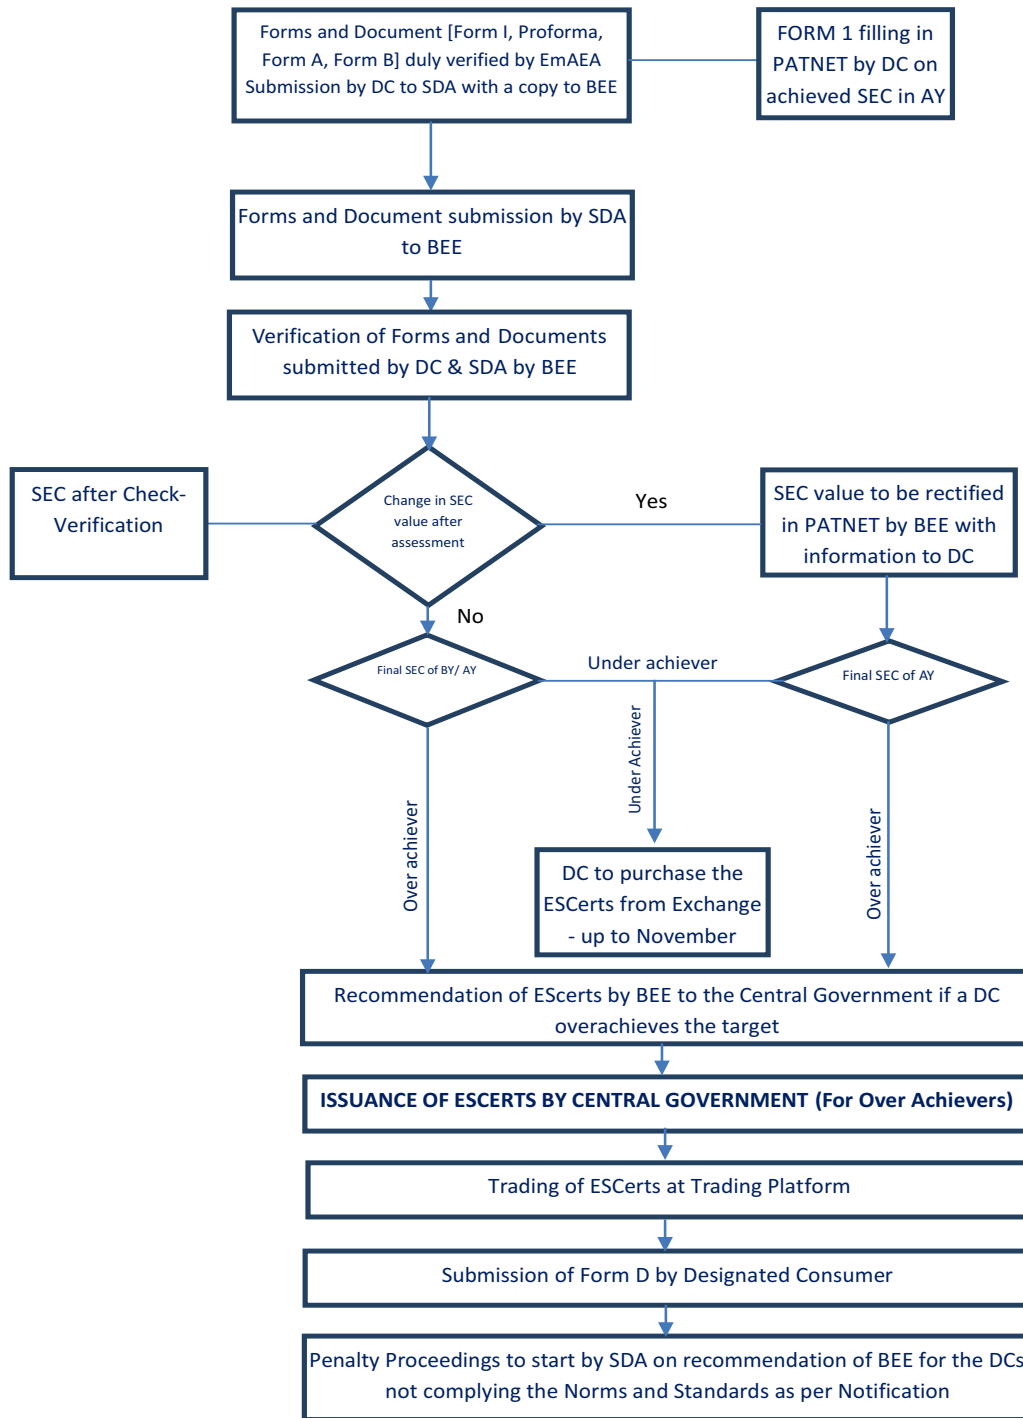 Forms and Document [Form I, Proforma,
Form A, Form B] duly verified by EmAEA
Submission by DC to SDA with a copy to BEE
FORM 1 filling in
PATNET by DC on
achieved SEC in AY
Forms and Document submission by SDA
to BEE
Verification of Forms and Documents
submitted by DC & SDA by BEE
SEC after Check-
Verification
Change in SEC
value after
assessment
Yes
SEC value to be rectified
in PATNET by BEE with
information to DC
No
Final SEC of BY/ AY
Under achiever
Final SEC of AY
Under Achiever
Over achiever
Over achiever
DC to purchase the
ESCerts from Exchange
- up to November
Recommendation of EScerts by BEE to the Central Government if a DC
overachieves the target
ISSUANCE OF ESCERTS BY CENTRAL GOVERNMENT (For Over Achievers)
Trading of ESCerts at Trading Platform
Submission of Form D by Designated Consumer
Penalty Proceedings to start by SDA on recommendation of BEE for the DCs
not complying the Norms and Standards as per Notification